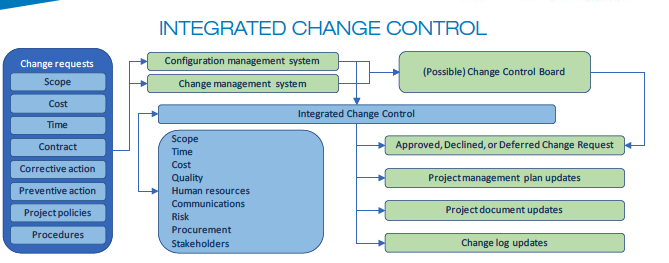 INTEGRATED CHANGE CONTROL
Change requests
Scope
Cost
Time
Contract
Corrective action
Preventive action
Project policies
Procedures
Configuration management system
Change management system
(Possible) Change Control Board
Integrated Change Control
Scope
Time
Cost
Quality
Human resources
Communications
Risk
Procurement
Stakeholders
Approved, Declined, or Deferred Change Request
Project management plan updates
Project document updates
Change log updates